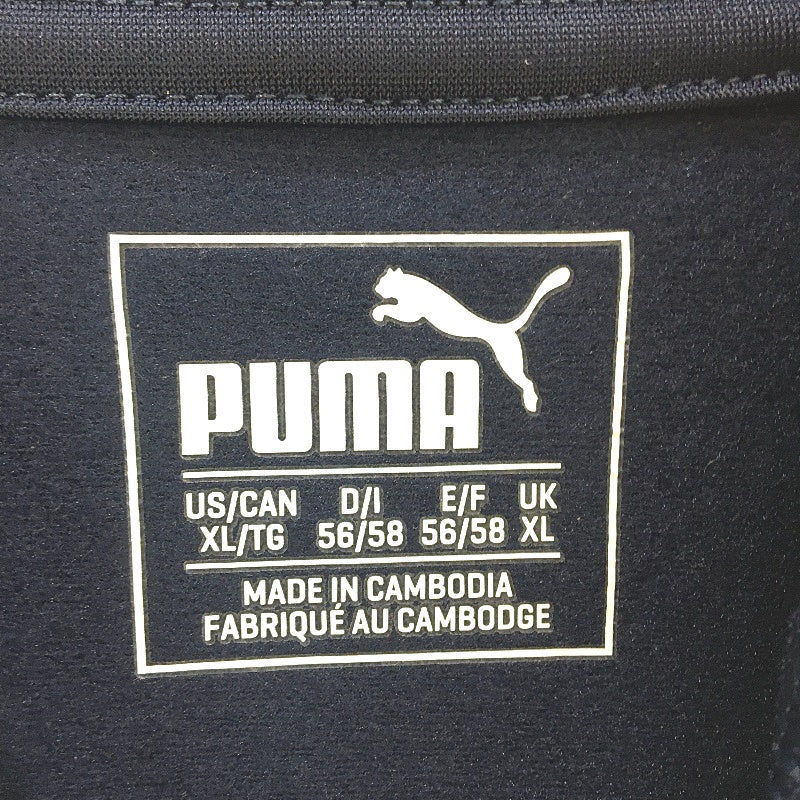 PUMA
US/CAN D/I E/F UK
XL/TG 56/58 56/58 XL
MADE IN CAMBODIA
FABRIQUÉ AU CAMBODGE